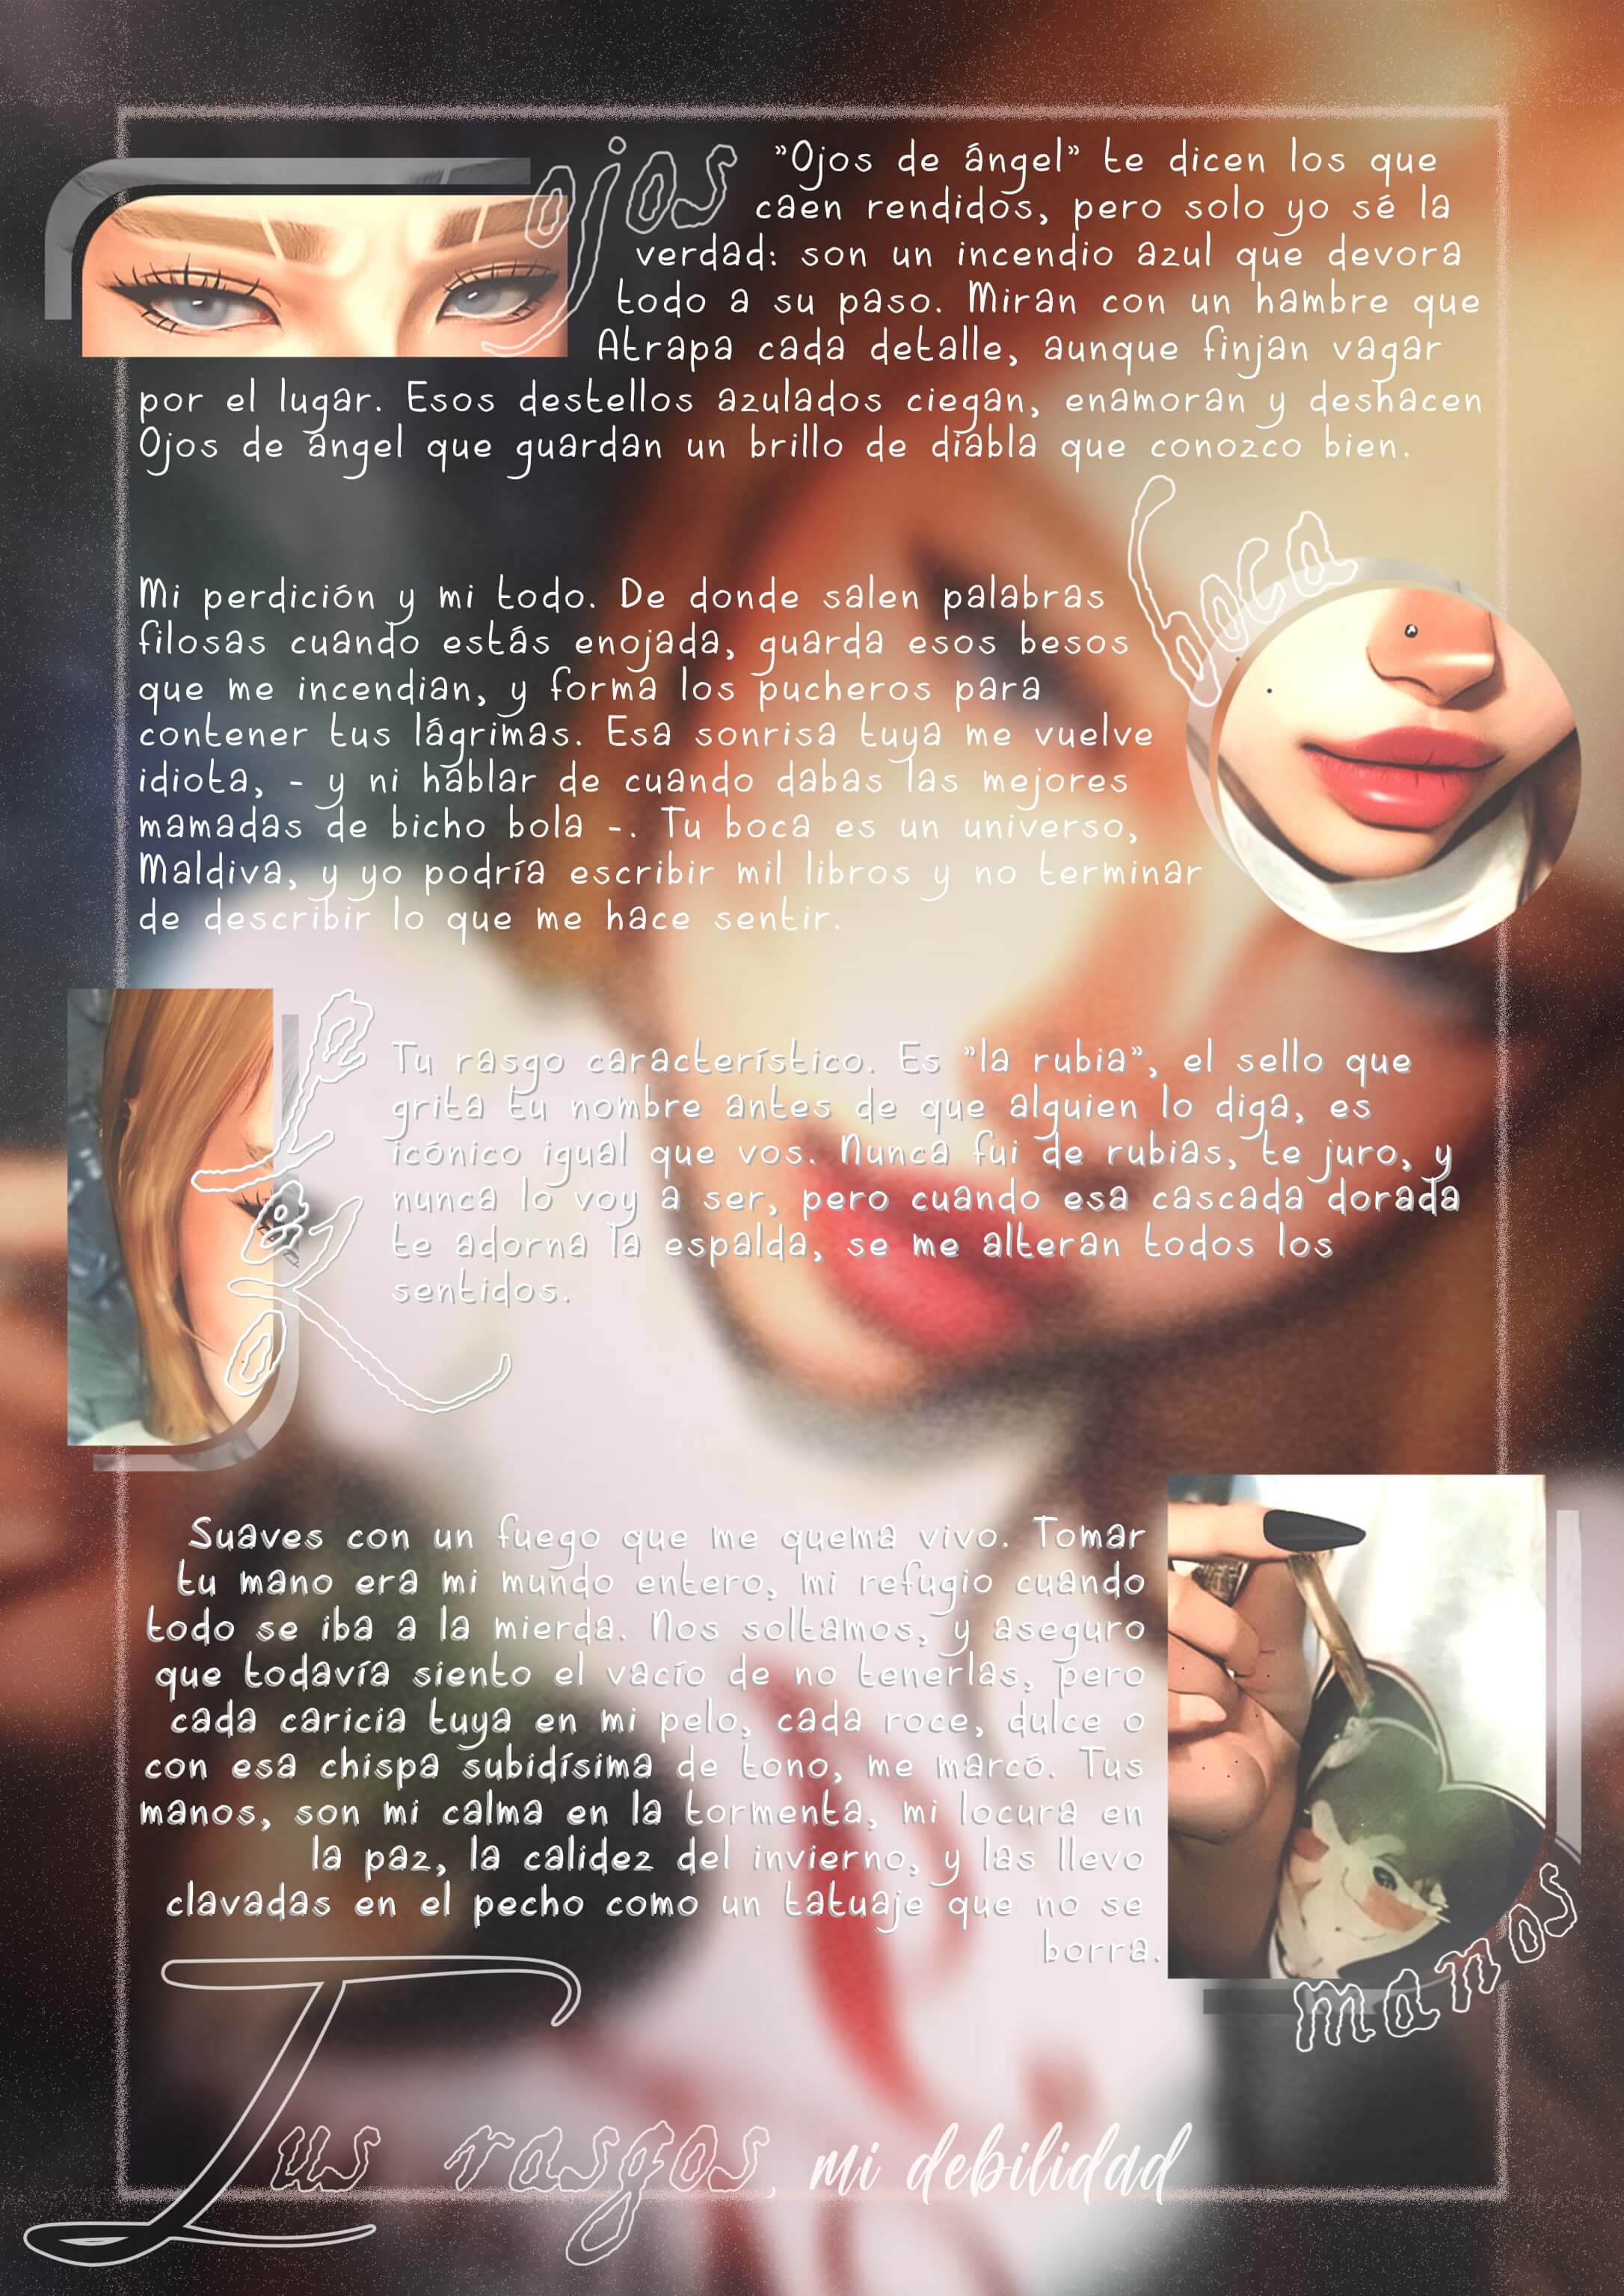 ojos
"Ojos de ángel" te dicen los que
caen rendidos, pero solo yo sé la
verdad: son un incendio azul que devora
todo a su paso. Miran con un hambre que
Atrapa cada detalle, aunque finjan vagar
por el lugar. Esos destellos azulados ciegan, enamoran y deshacen
Ojos de ángel que guardan un brillo de diabla que conozco bien.
boca
Mi perdición y mi todo. De donde salen palabras
filosas cuando estás enojada, guarda esos besos
que me incendian, y forma los pucheros para
contener tus lágrimas. Esa sonrisa tuya me vuelve
idiota, - y ni hablar de cuando dabas las mejores
mamadas de bicho bola -. Tu boca es un universo,
Maldiva, y yo podría escribir mil libros y no terminar
de describir lo que me hace sentir.
pelo
Tu rasgo característico. Es "la rubia", el sello que
grita tu nombre antes de que alguien lo diga, es
icónico igual que vos. Nunca fui de rubias, te juro, y
nunca lo voy a ser, pero cuando esa cascada dorada
te adorna la espalda, se me alteran todos los
sentidos.
Suaves con un fuego que me quema vivo. Tomar
tu mano era mi mundo entero, mi refugio cuando
todo se iba a la mierda. Nos soltamos, y aseguro
que todavía siento el vacío de no tenerlas, pero
cada caricia tuya en mi pelo, cada roce, dulce o
con esa chispa subidísima de tono, me marcó. Tus
manos, son mi calma en la tormenta, mi locura en
la paz, la calidez del invierno, y las llevo
clavadas en el pecho como un tatuaje que no se
borra.
manos
Tus rasgos, mi debilidad